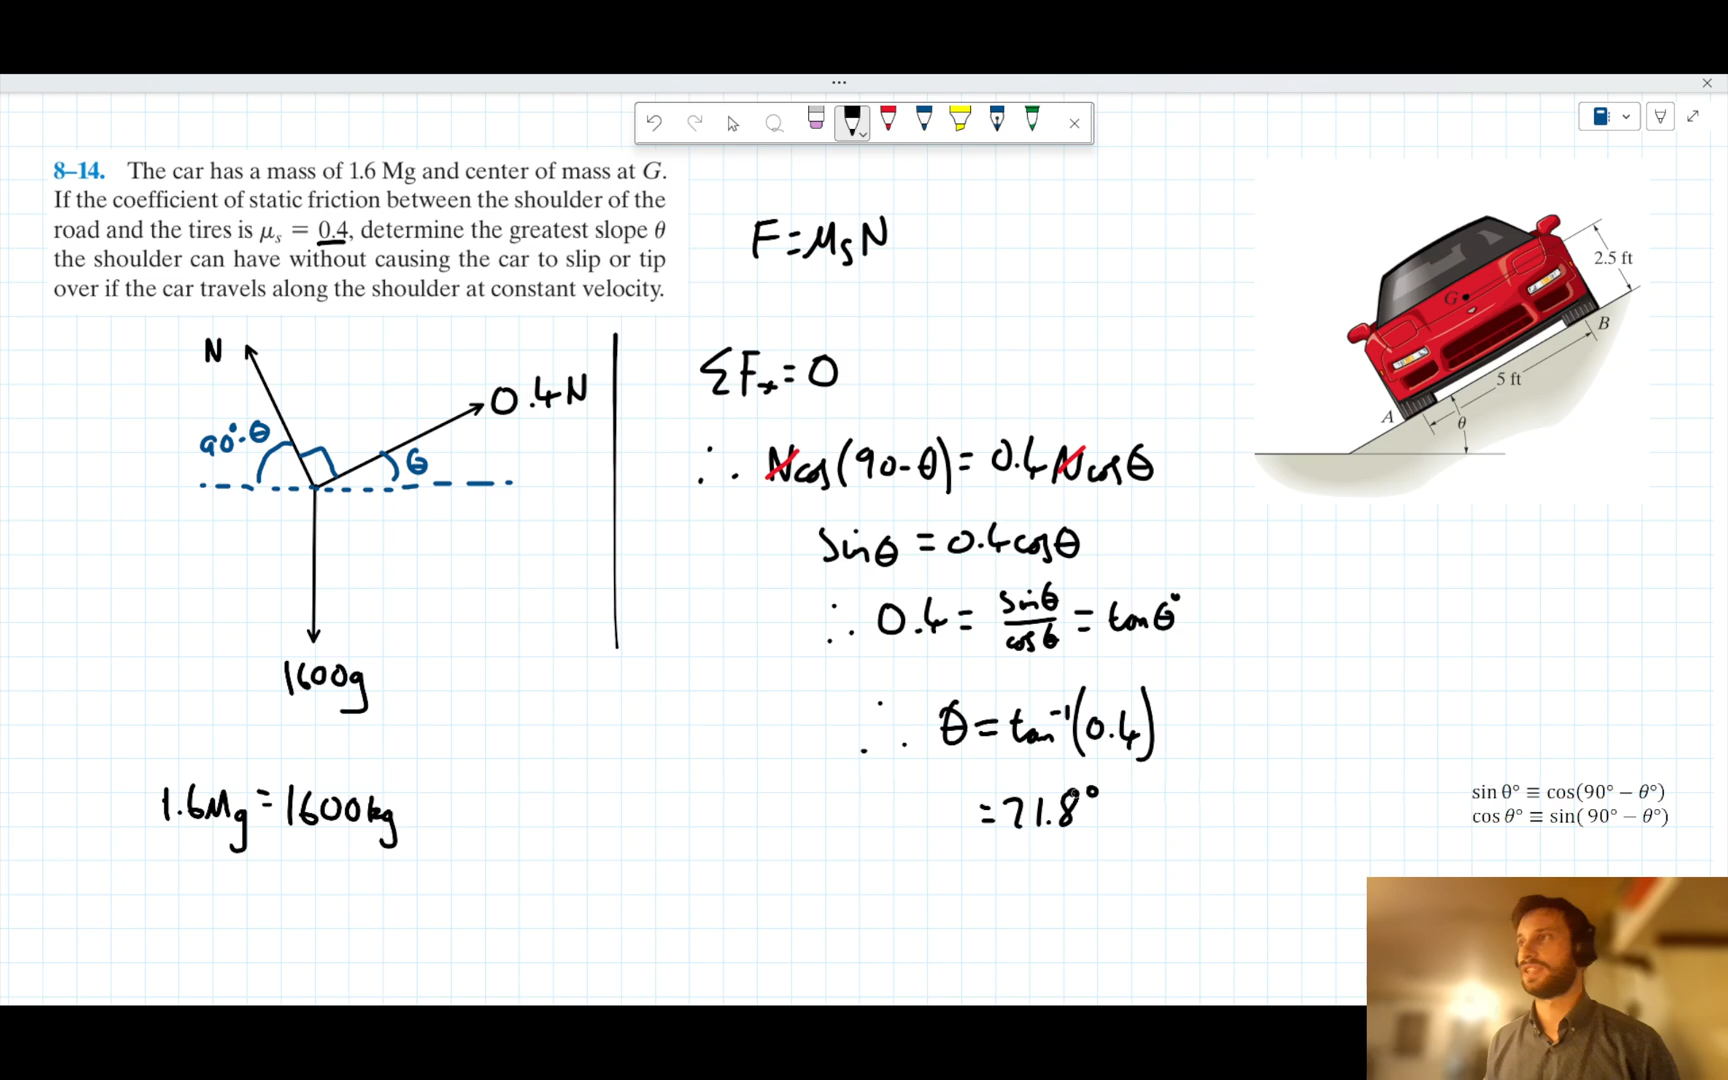 8–14. The car has a mass of 1.6 Mg and center of mass at G.
If the coefficient of static friction between the shoulder of the
road and the tires is μs = 0.4, determine the greatest slope θ
the shoulder can have without causing the car to slip or tip
over if the car travels along the shoulder at constant velocity.
N
0.4N
90°-θ
θ
1600g
1.6Mg = 1600kg
F=μsN
ΣFx=0
∴ Ncos(90-θ)=0.4Ncosθ
sinθ = 0.4cosθ
∴ 0.4 = sinθ/cosθ = tanθ°
∴ θ = tan⁻¹(0.4)
=21.8°
2.5 ft
G
B
5 ft
A
θ
sin θ° ≡ cos(90° − θ°)
cos θ° ≡ sin( 90° − θ°)